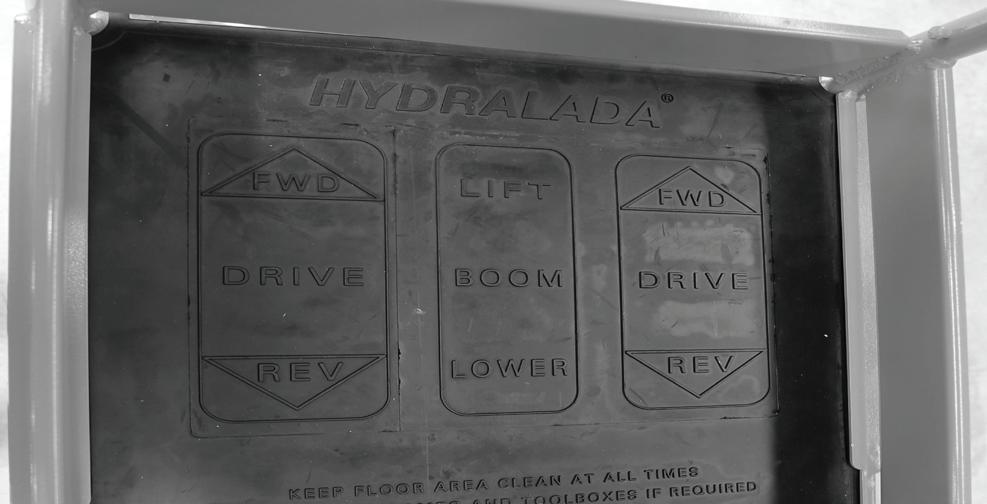 HYDRALADA®
FWD
DRIVE
REV
LIFT
BOOM
LOWER
FWD
DRIVE
REV
KEEP FLOOR AREA CLEAN AT ALL TIMES
AND TOOLBOXES IF REQUIRED